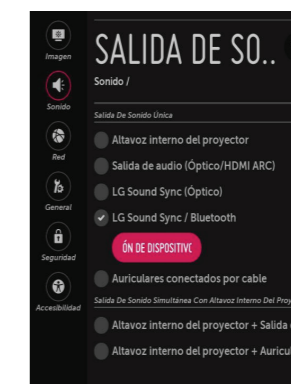 Imagen
Sonido
Red
General
Seguridad
Accesibilidad
SALIDA DE SO..
Sonido /
Salida De Sonido Única
Altavoz interno del proyector
Salida de audio (Óptico/HDMI ARC)
LG Sound Sync (Óptico)
LG Sound Sync / Bluetooth
ÓN DE DISPOSITIVO
Auriculares conectados por cable
Salida De Sonido Simultánea Con Altavoz Interno Del Proy
Altavoz interno del proyector + Salida
Altavoz interno del proyector + Auricul